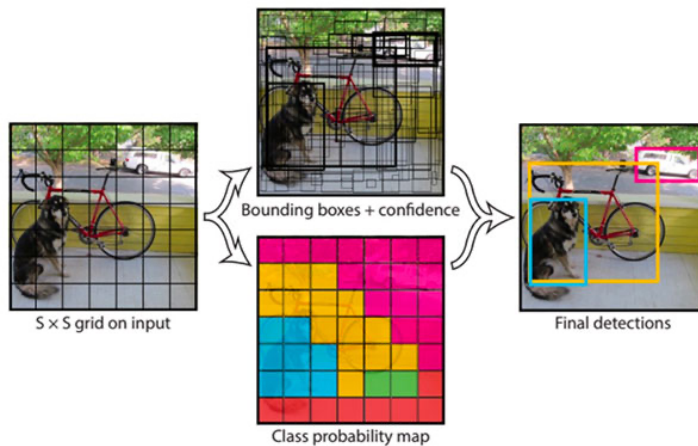 Bounding boxes + confidence
S × S grid on input
Final detections
Class probability map